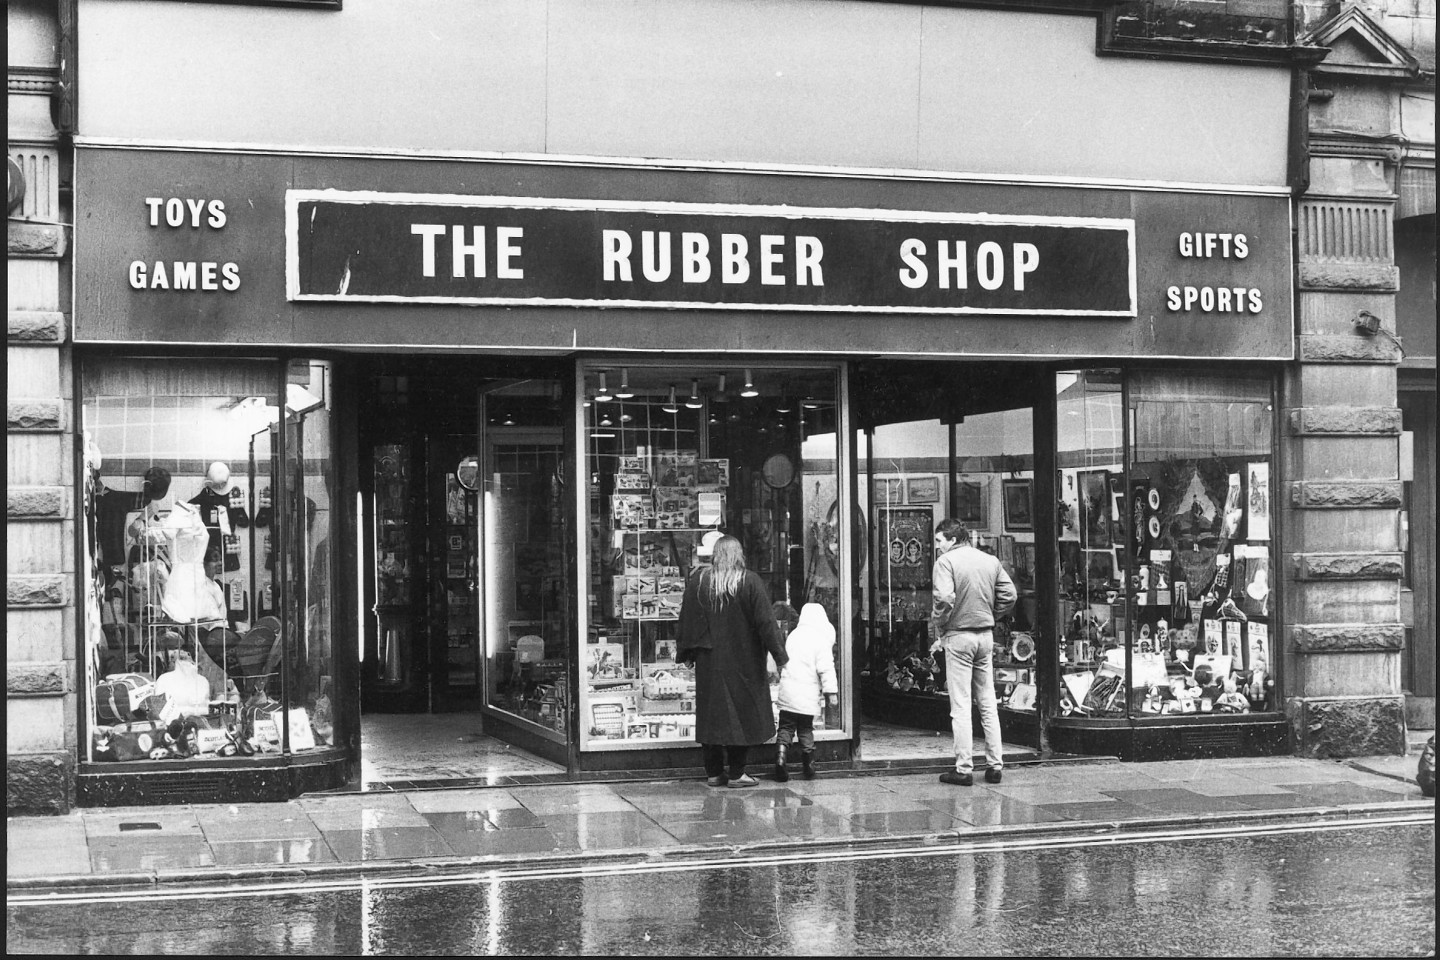 TOYS
GAMES
THE RUBBER SHOP
GIFTS
SPORTS